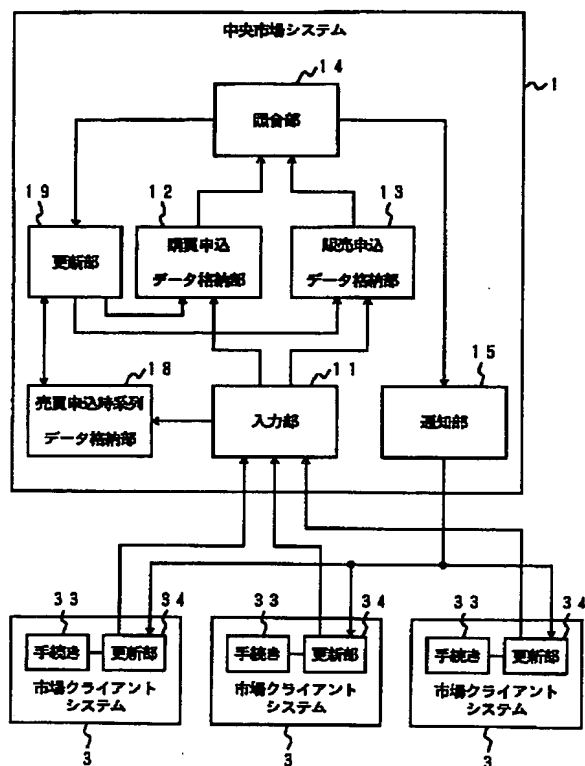 中央市場システム
14
1
照合部
19
12
13
更新部
購買申込
データ格納部
販売申込
データ格納部
18
11
15
売買申込時系列
データ格納部
入力部
通知部
33
34
33
34
33
34
手続き
更新部
手続き
更新部
手続き
更新部
市場クライアント
システム
市場クライアント
システム
市場クライアント
システム
3
3
3